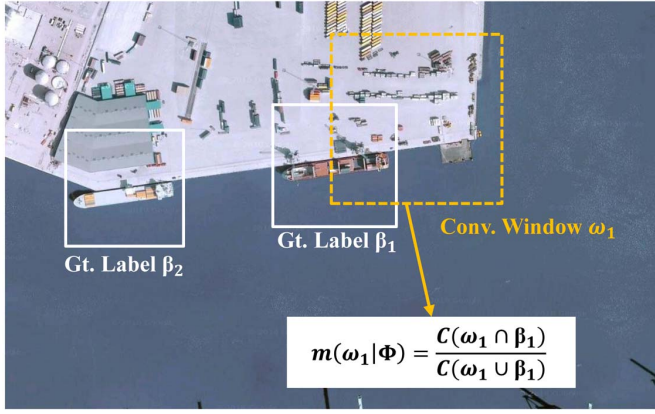 Conv. Window ω₁
Gt. Label β₁
Gt. Label β₂
m(ω₁|Φ) = C(ω₁ ∩ β₁) / C(ω₁ ∪ β₁)